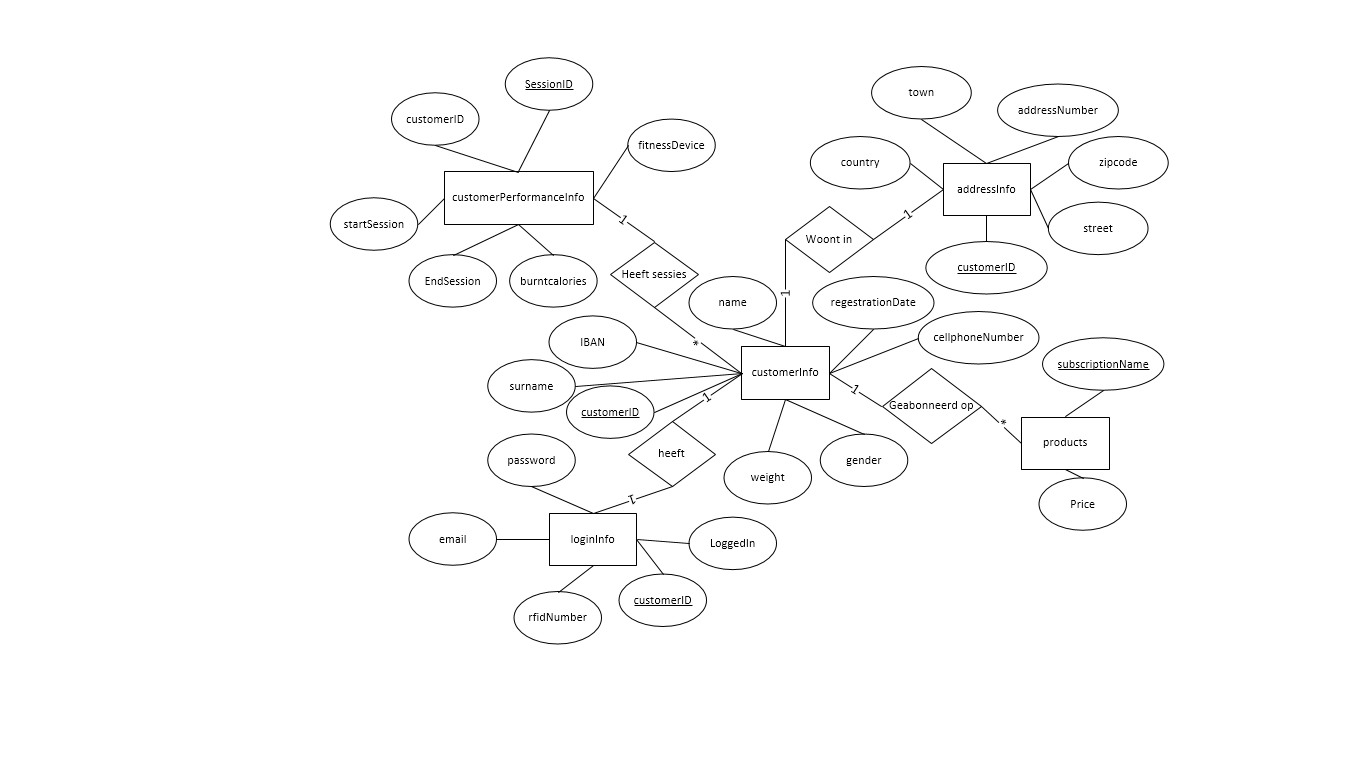 SessionID
town
addressNumber
customerID
fitnessDevice
country
zipcode
addressInfo
customerPerformanceInfo
1
1
startSession
street
Woont in
customerID
Heeft sessies
EndSession
burntcalories
1
name
regestrationDate
IBAN
*
cellphoneNumber
subscriptionName
customerInfo
surname
1
1
customerID
Geabonneerd op
*
products
heeft
password
gender
weight
1
Price
email
loginInfo
LoggedIn
customerID
rfidNumber